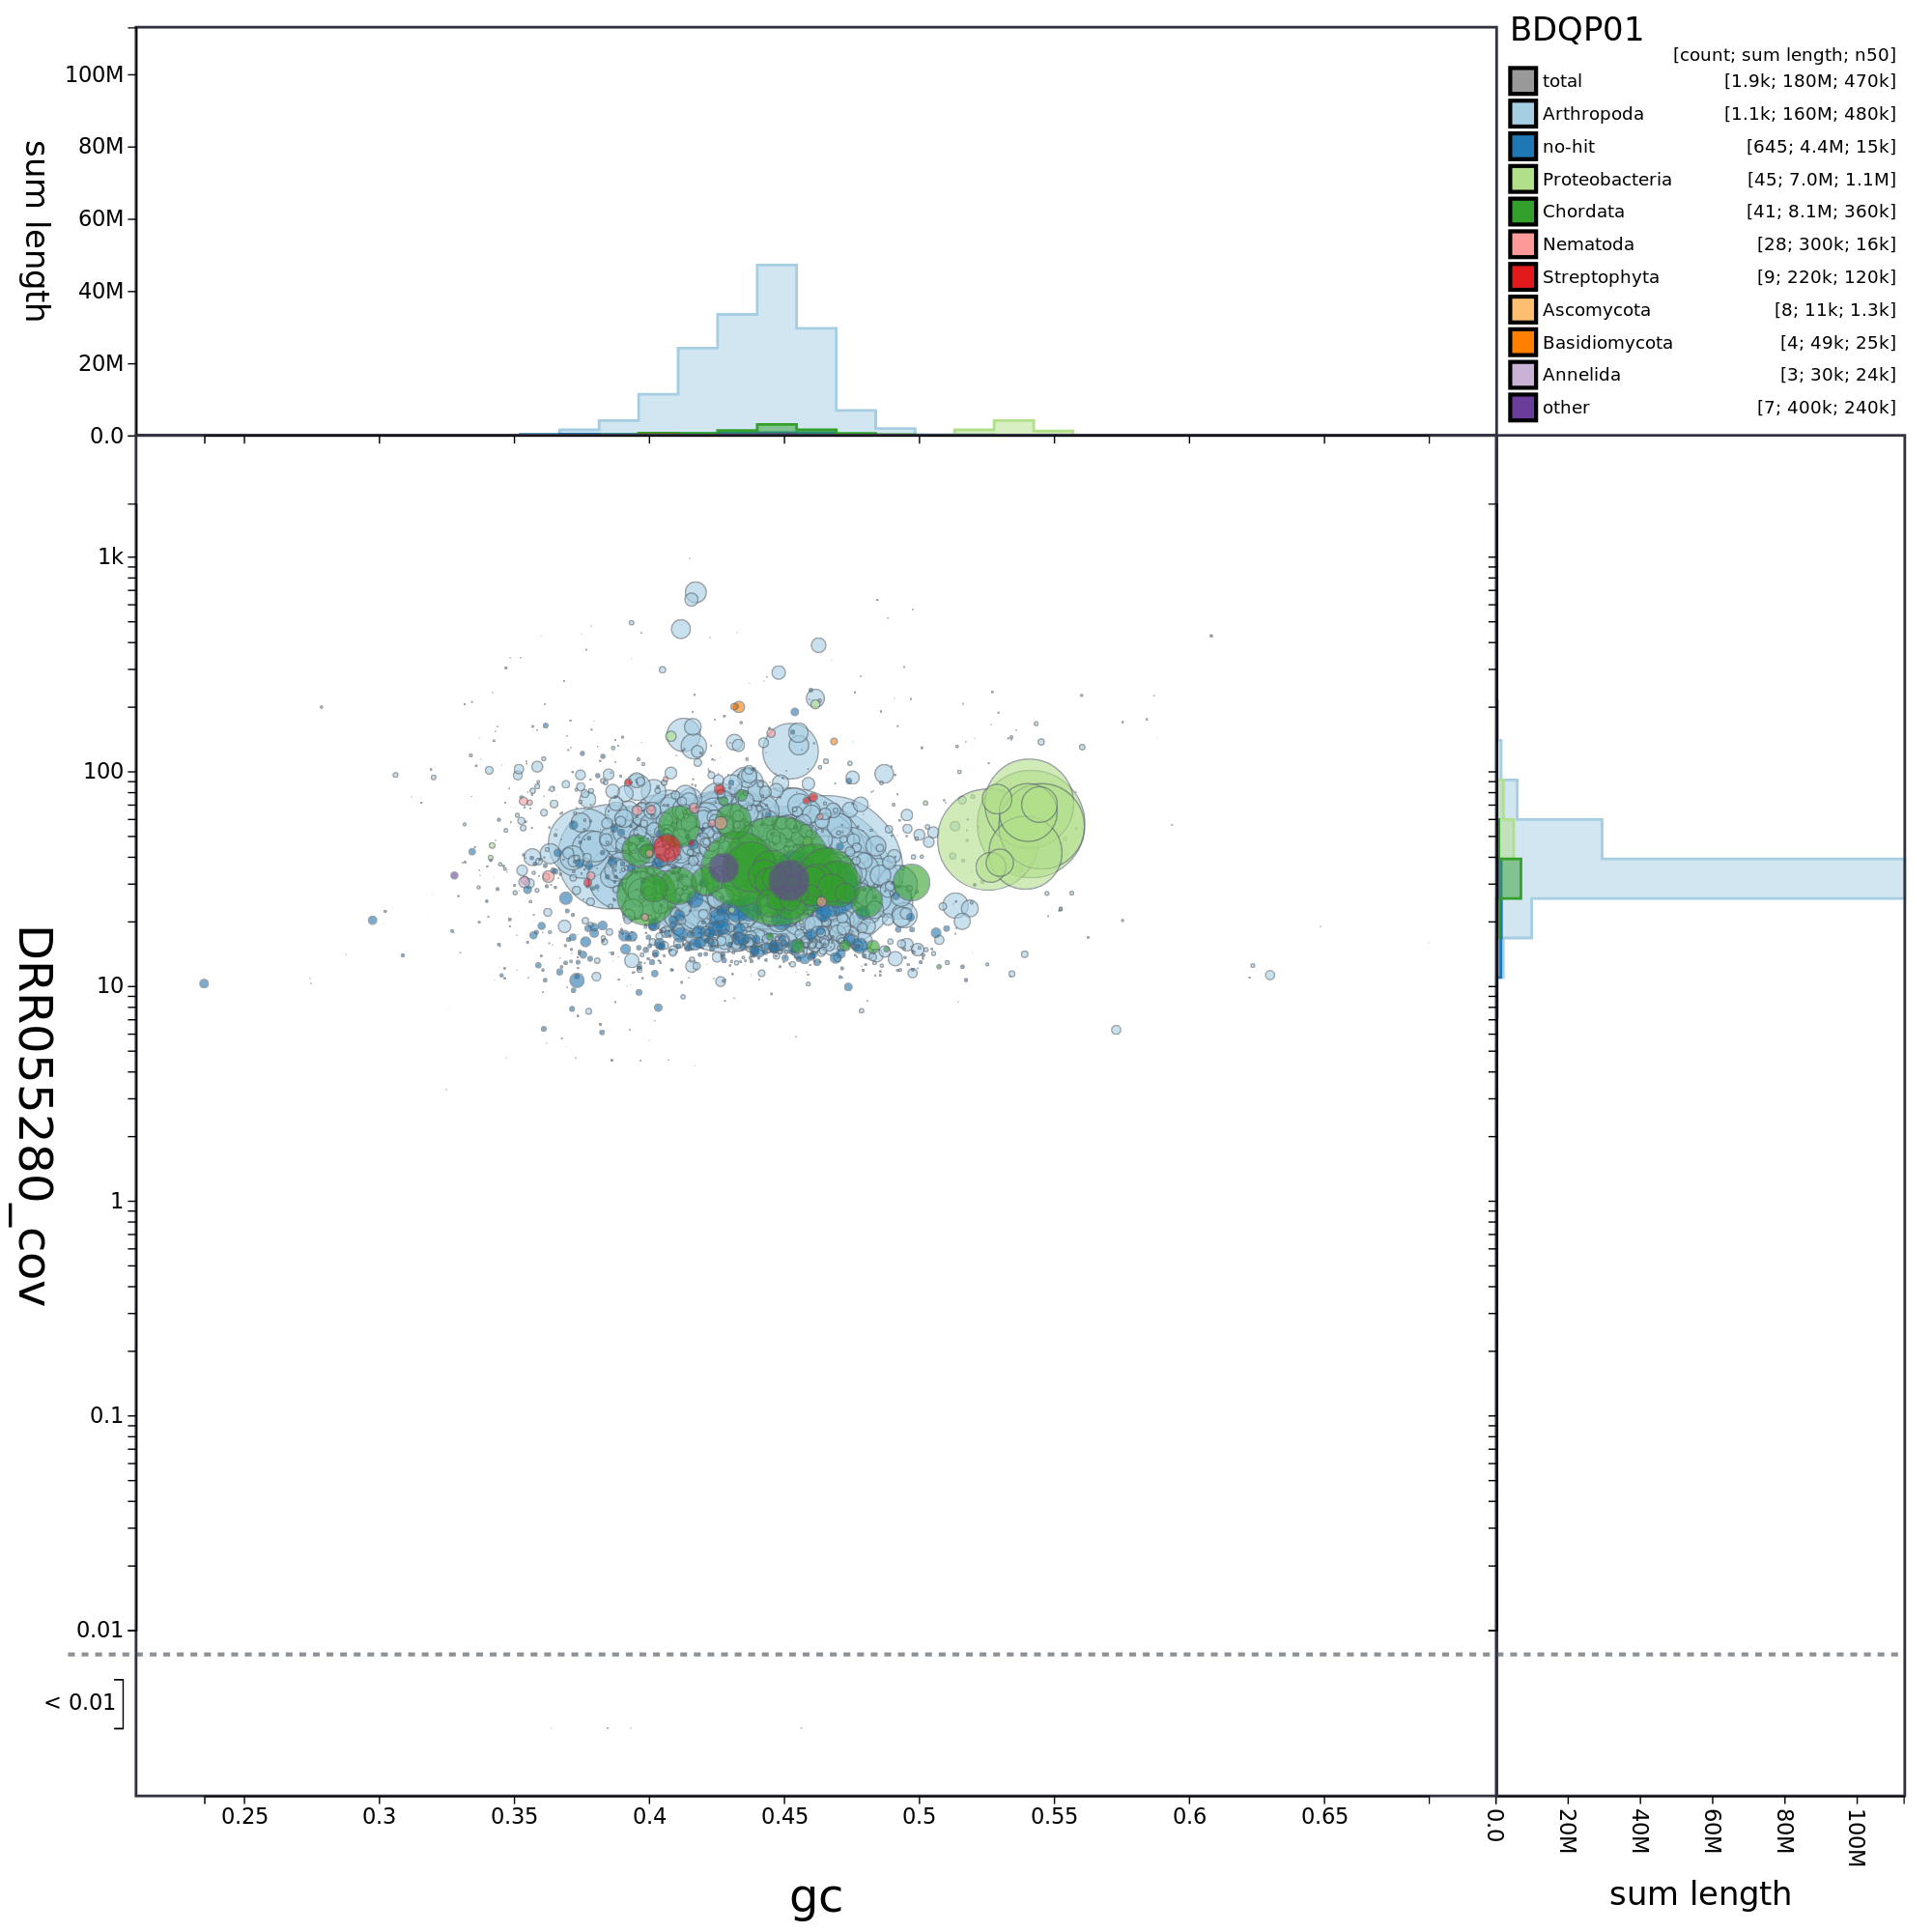 BDQP01
[count; sum length; n50]
total [1.9k; 180M; 470k]
Arthropoda [1.1k; 160M; 480k]
no-hit [645; 4.4M; 15k]
Proteobacteria [45; 7.0M; 1.1M]
Chordata [41; 8.1M; 360k]
Nematoda [28; 300k; 16k]
Streptophyta [9; 220k; 120k]
Ascomycota [8; 11k; 1.3k]
Basidiomycota [4; 49k; 25k]
Annelida [3; 30k; 24k]
other [7; 400k; 240k]
sum length
100M
80M
60M
40M
20M
0.0
DRR055280_cov
1k
100
10
1
0.1
0.01
< 0.01
0.25 0.3 0.35 0.4 0.45 0.5 0.55 0.6 0.65
gc
0.0 20M 40M 60M 80M 100M
sum length